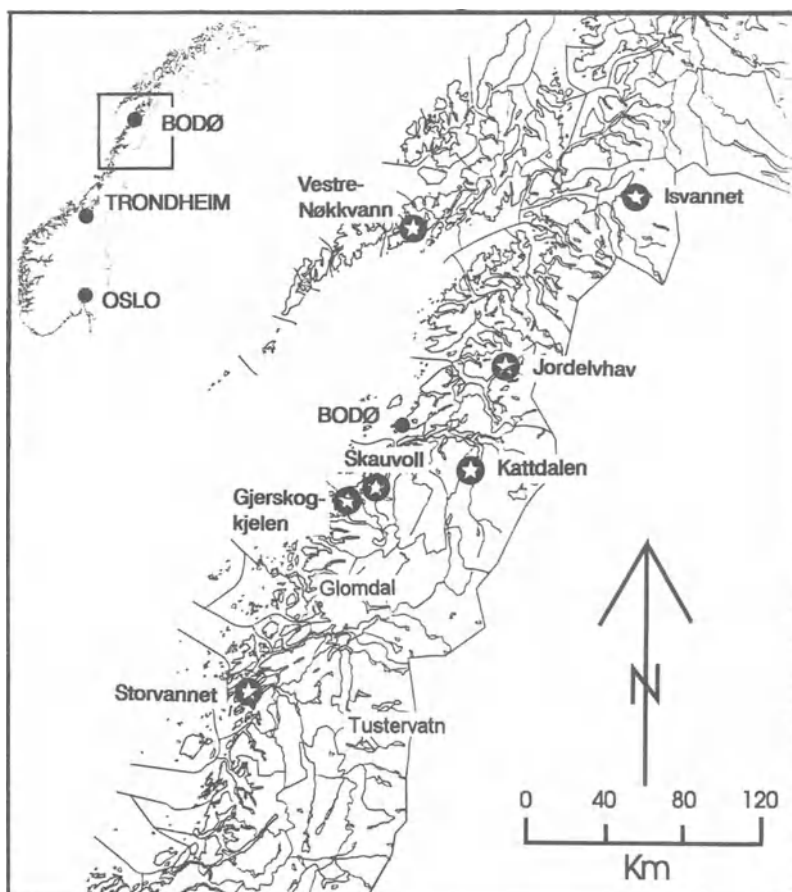 BODØ
TRONDHEIM
OSLO
Vestre-
Nøkkvann
Isvannet
Jordelvhav
BODØ
Skauvoll
Kattdalen
Gjerskog-
kjelen
Glomdal
Storvannet
Tustervatn
N
0 40 80 120
Km